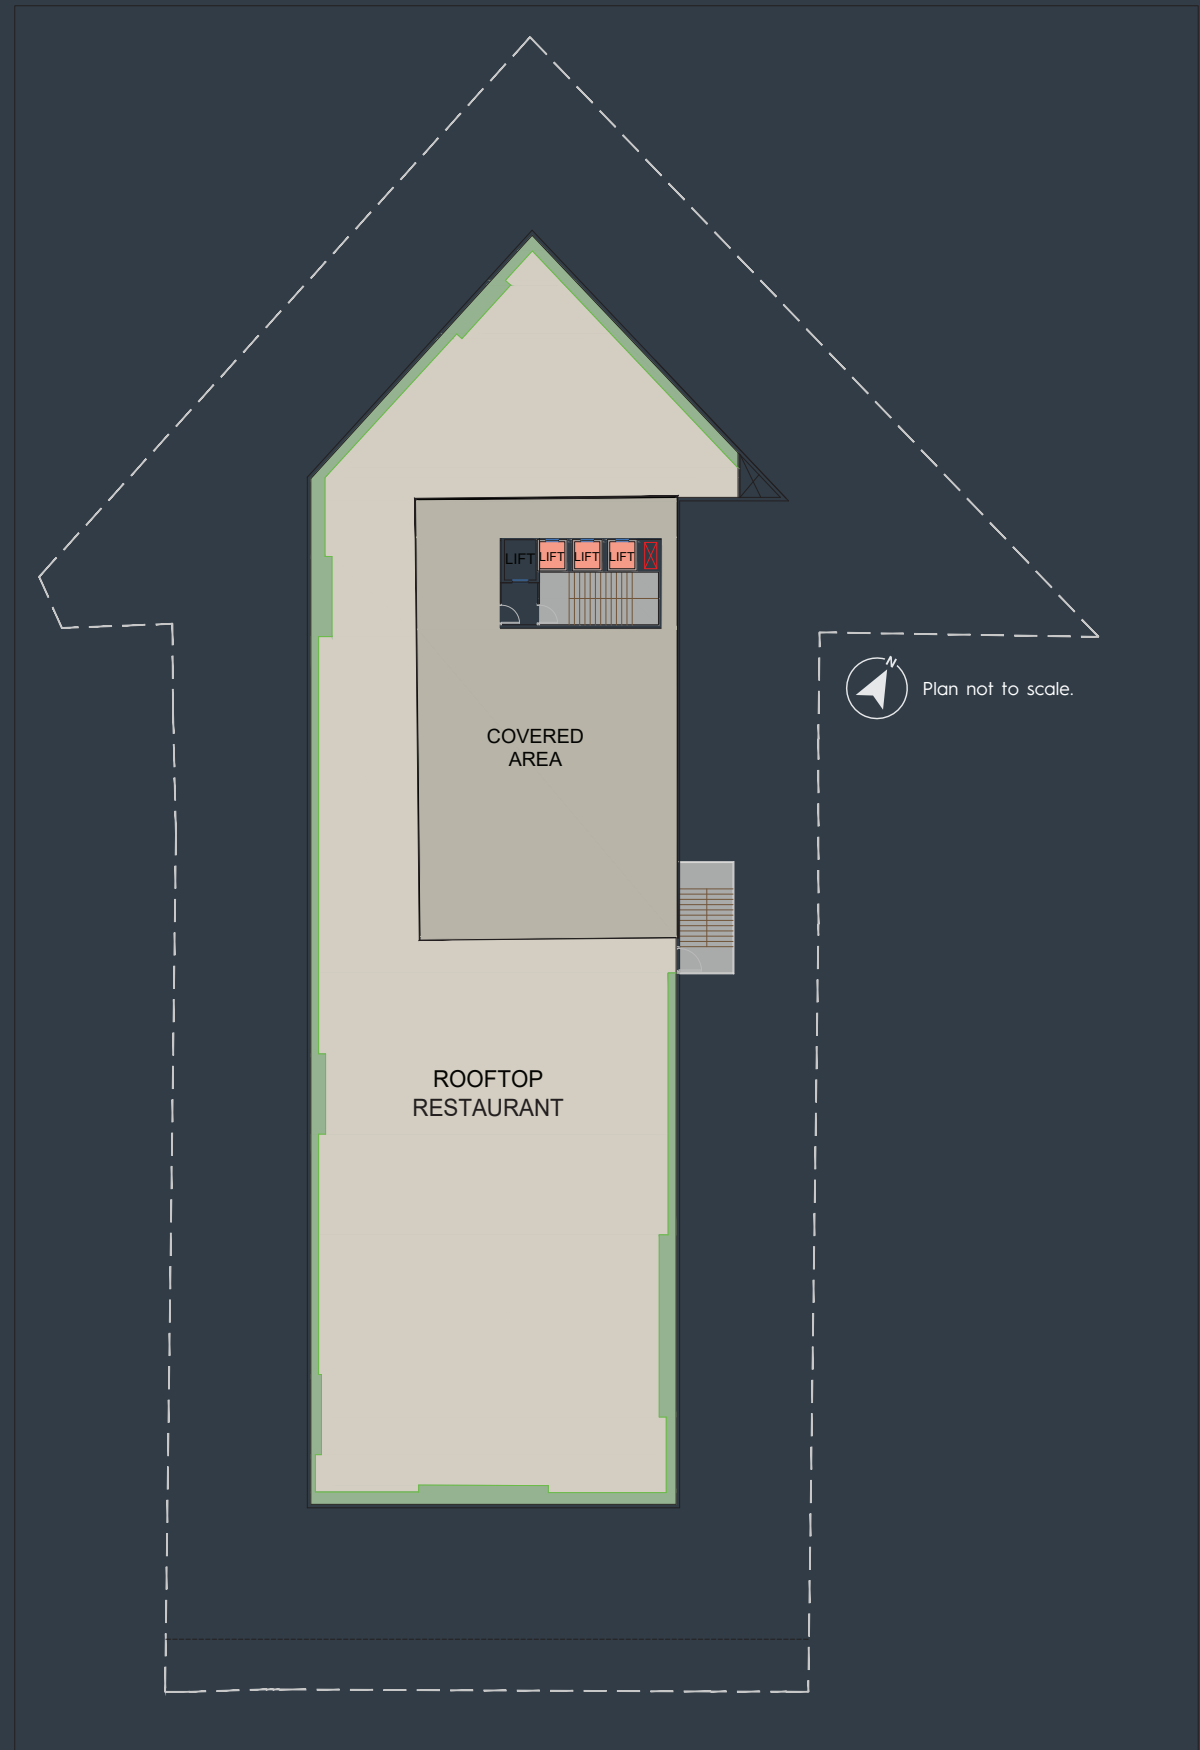 LIFT LIFT LIFT LIFT
N
Plan not to scale.
COVERED
AREA
ROOFTOP
RESTAURANT